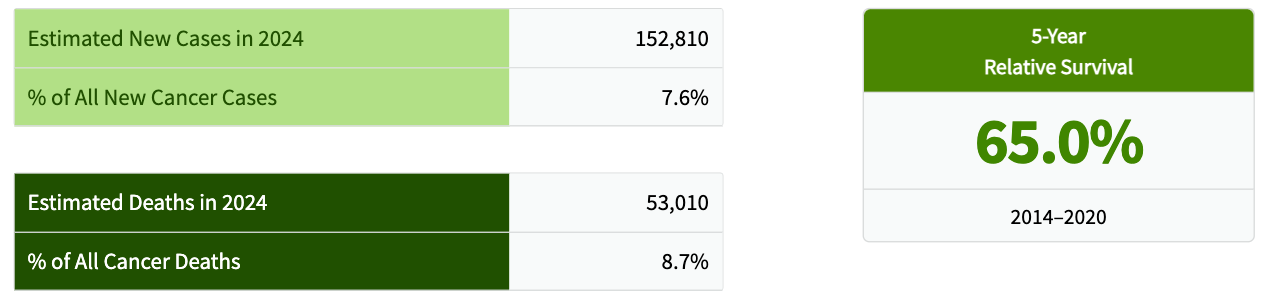 Estimated New Cases in 2024 152,810
% of All New Cancer Cases 7.6%
Estimated Deaths in 2024 53,010
% of All Cancer Deaths 8.7%
5-Year
Relative Survival
65.0%
2014–2020